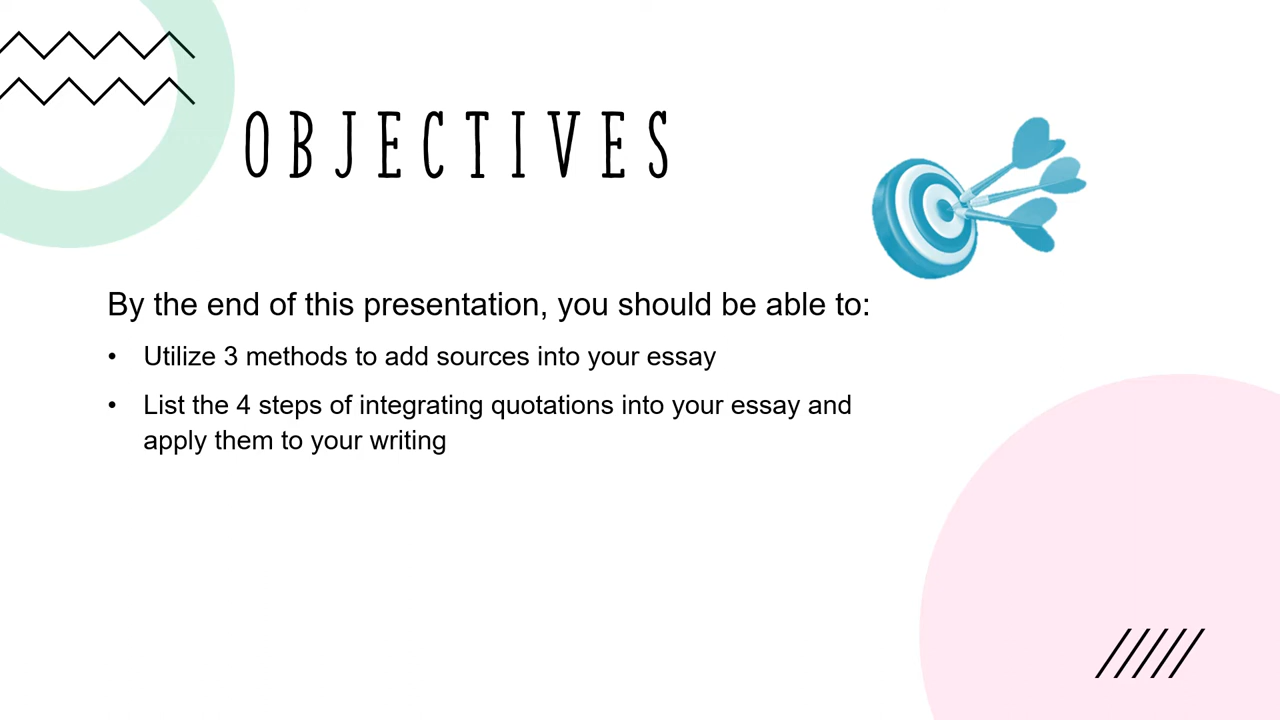 OBJECTIVES
By the end of this presentation, you should be able to:
• Utilize 3 methods to add sources into your essay
• List the 4 steps of integrating quotations into your essay and
apply them to your writing